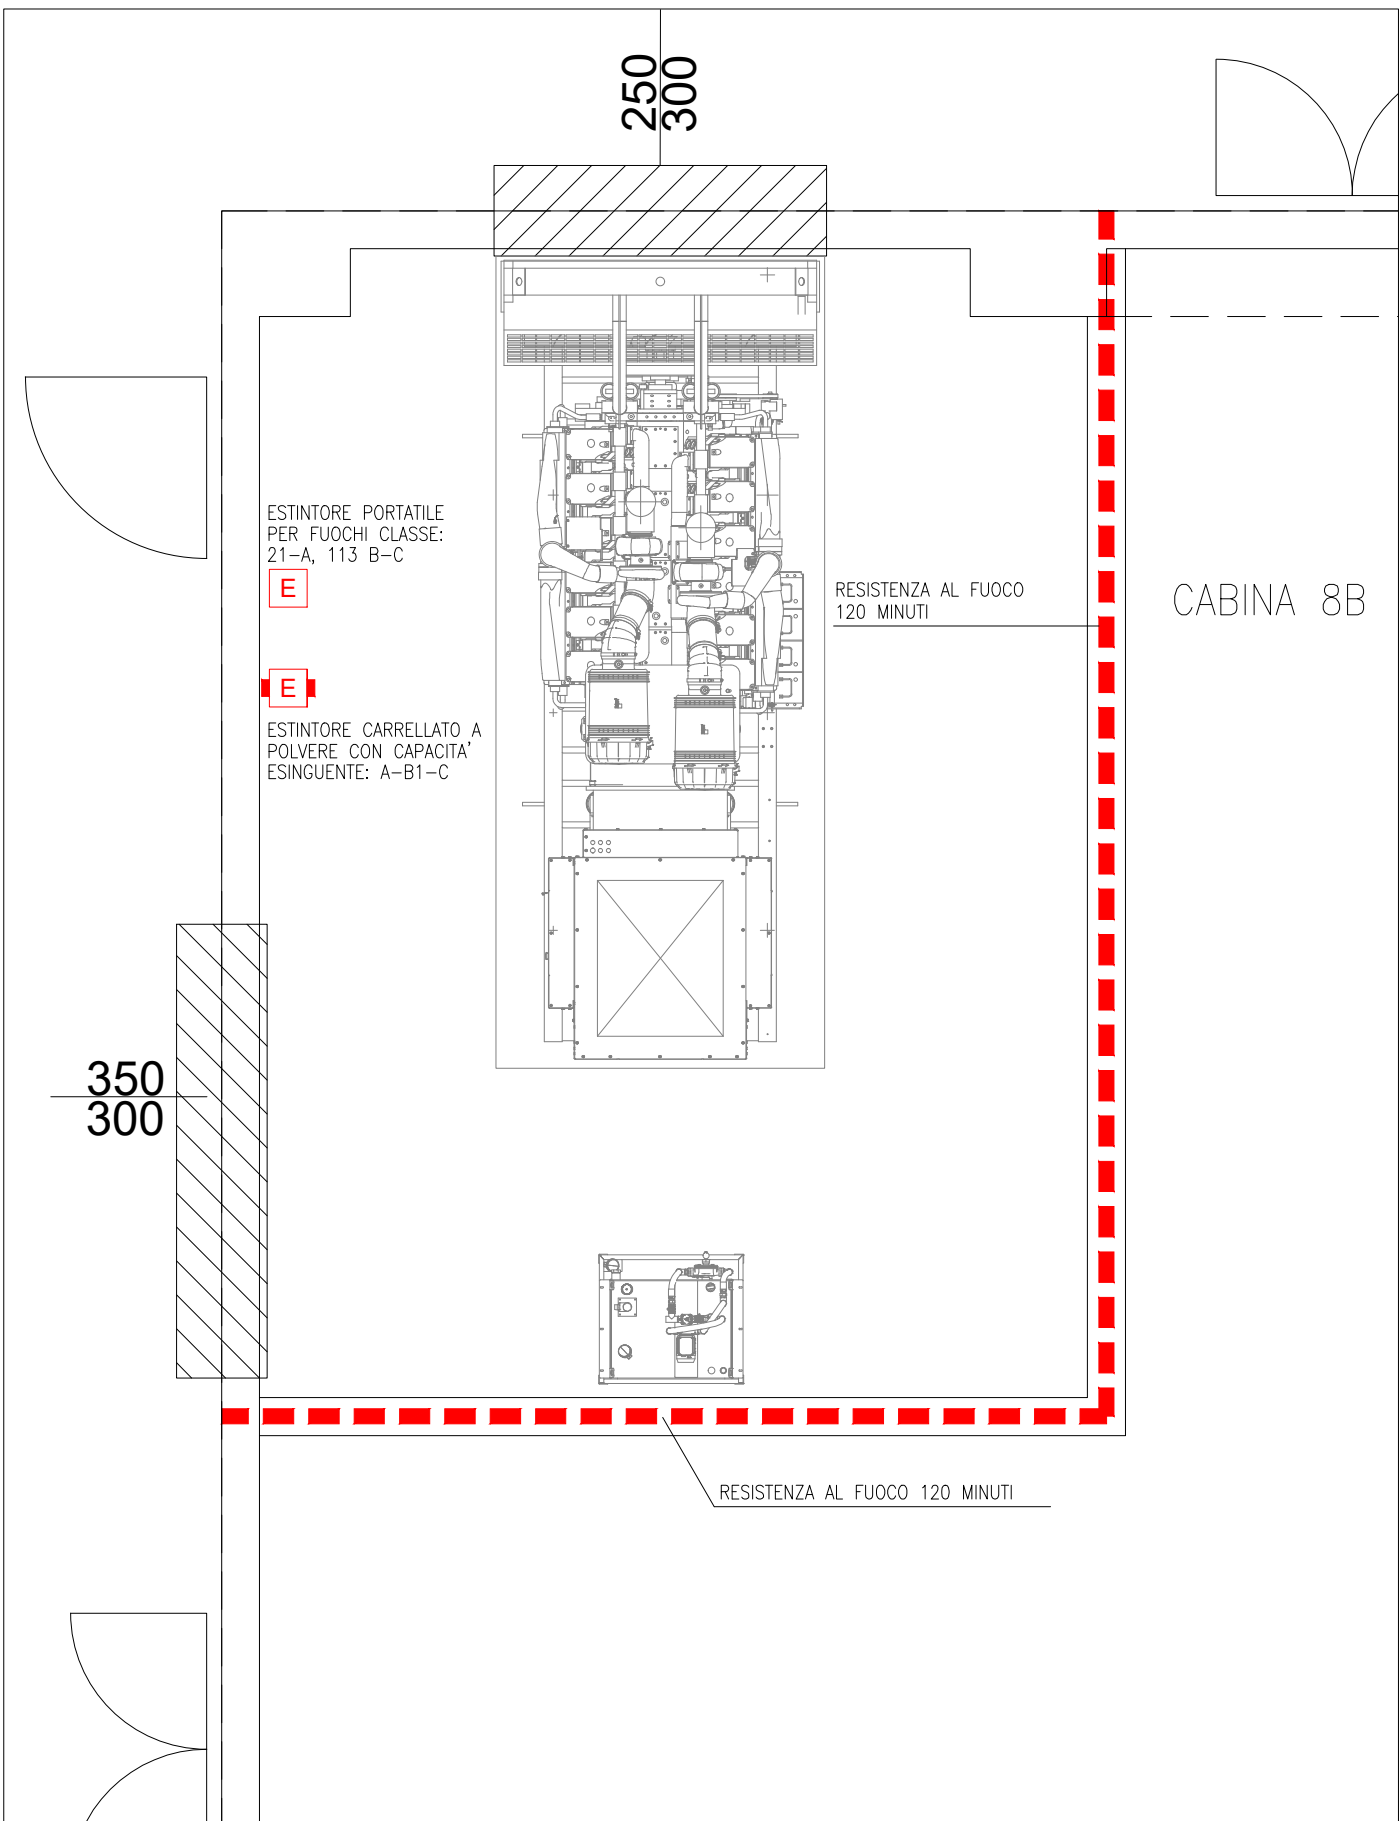 250
300
ESTINTORE PORTATILE
PER FUOCHI CLASSE:
21-A, 113 B-C
E
RESISTENZA AL FUOCO
120 MINUTI
CABINA 8B
E
ESTINTORE CARRELLATO A
POLVERE CON CAPACITA'
ESINGUENTE: A-B1-C
350
300
RESISTENZA AL FUOCO 120 MINUTI